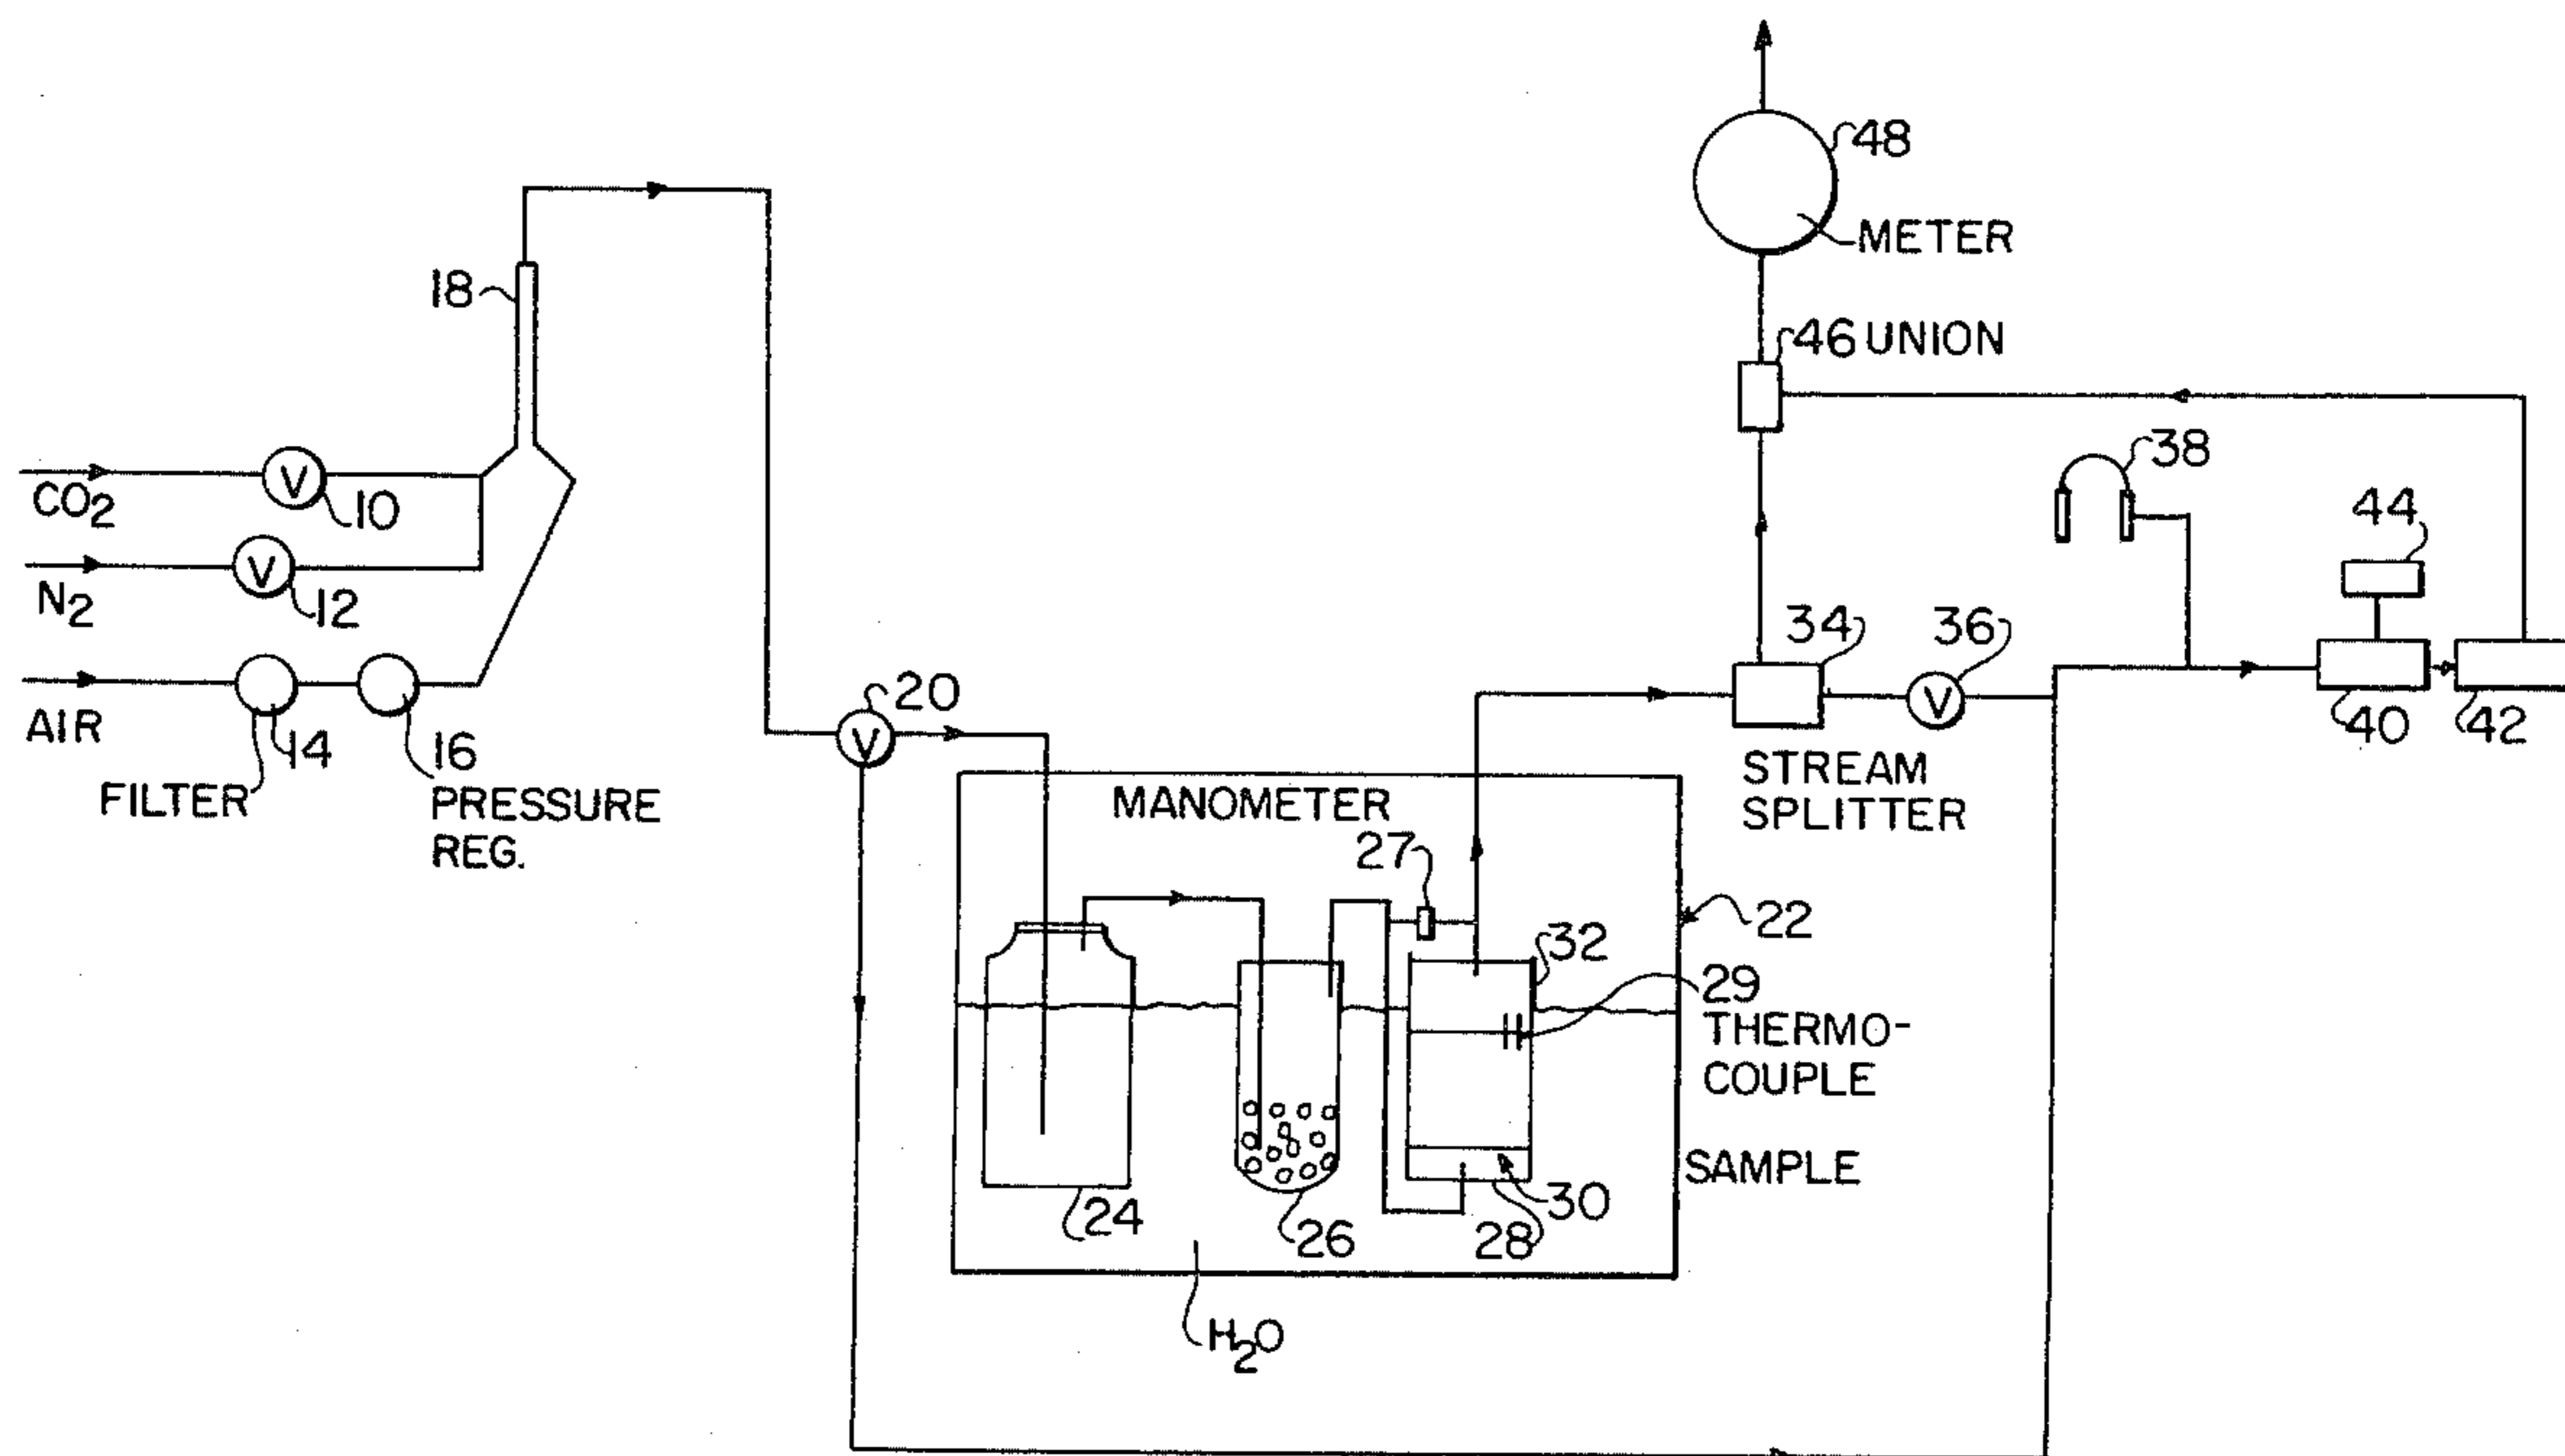 48
METER
18
46 UNION
38
CO2
V
10
44
N2
V
12
34
36
V
20
V
AIR
14
16
40
42
FILTER
PRESSURE
REG.
MANOMETER
STREAM
SPLITTER
27
22
32
29
THERMO-
COUPLE
SAMPLE
30
24
26
28
H2O